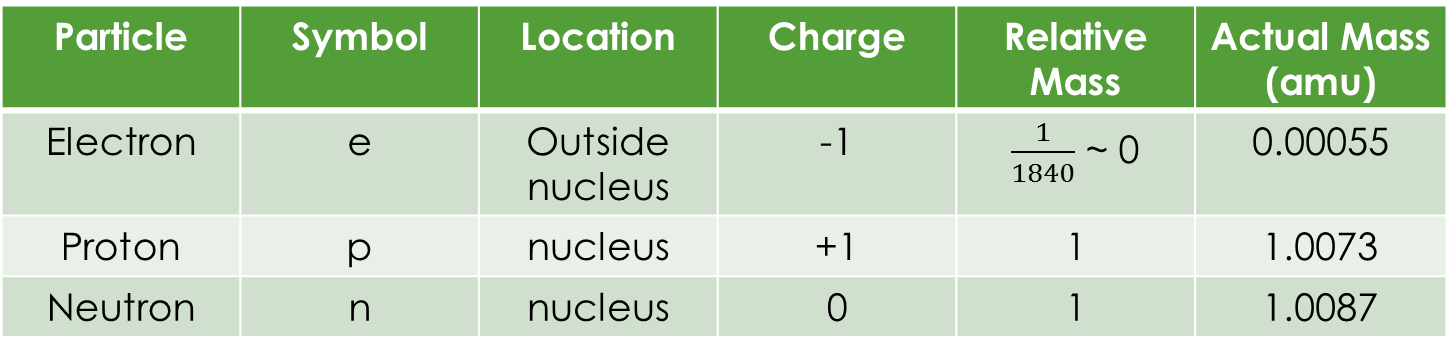 Particle Symbol Location Charge Relative Mass Actual Mass (amu)
Electron e Outside nucleus -1 1/1840 ~ 0 0.00055
Proton p nucleus +1 1 1.0073
Neutron n nucleus 0 1 1.0087